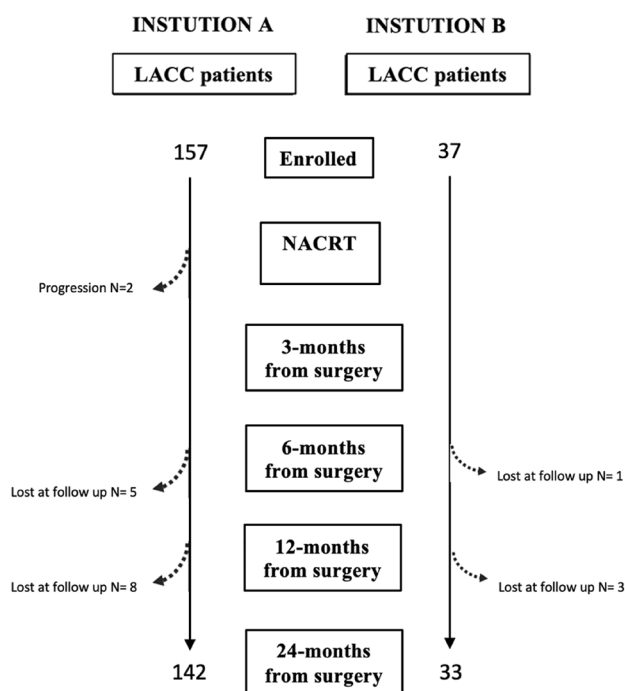 INSTUTION A
INSTUTION B
LACC patients
LACC patients
157
Enrolled
37
NACRT
Progression N=2
3-months
from surgery
6-months
from surgery
Lost at follow up N= 5
Lost at follow up N= 1
12-months
from surgery
Lost at follow up N= 8
Lost at follow up N= 3
24-months
from surgery
142
33